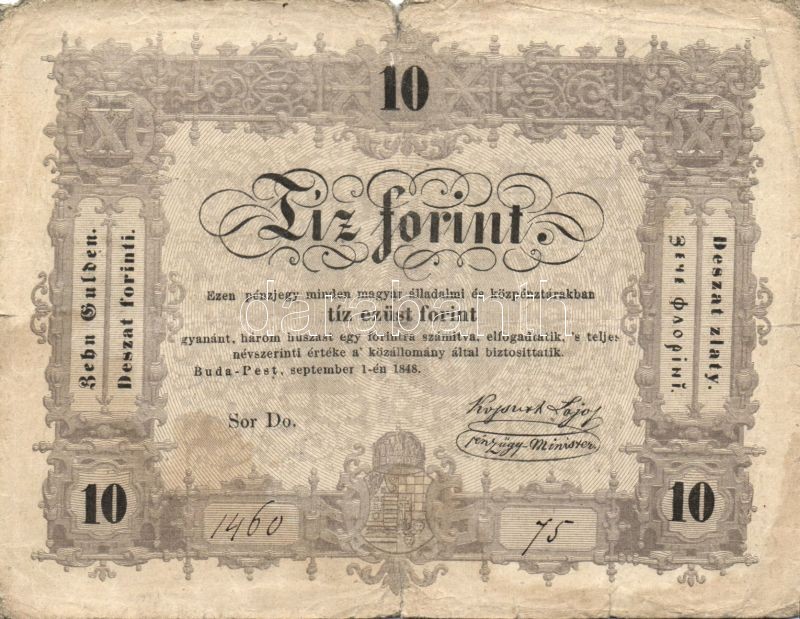 10
Tíz forint.
Ezen pénzjegy minden magyar álladalmi és közpénztárakban
tíz ezüst forint
gyanánt, három huszast egy forintra számítva, elfogadtatik, 's teljes
névszerinti értéke a' közállomány által biztosíttatik.
Buda-Pest, september 1-én 1848.
Sor Do.
Kossuth Lajos
pénzügy-Minister
Zehn Gulden.
Deszat forinti.
Deszat zlaty.
X
X
10
1460
75
10
darabanth